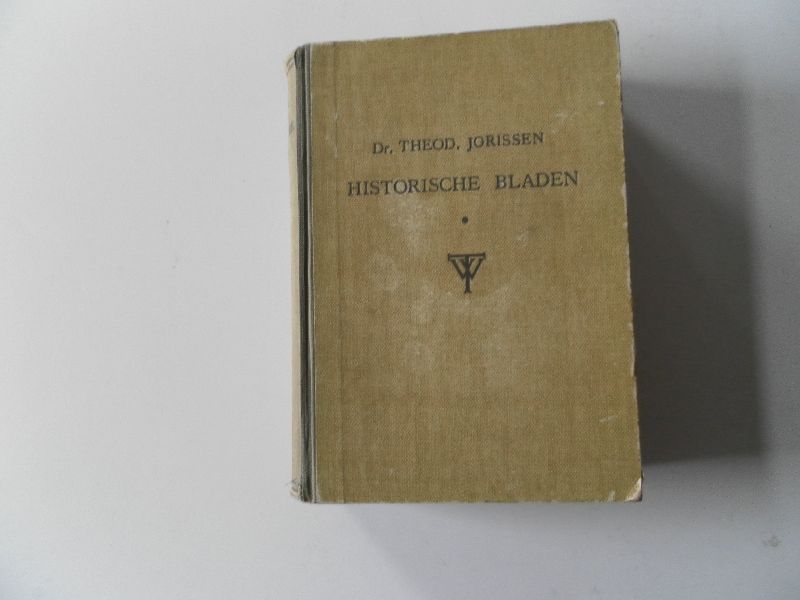 Dr. THEOD. JORISSEN
HISTORISCHE BLADEN